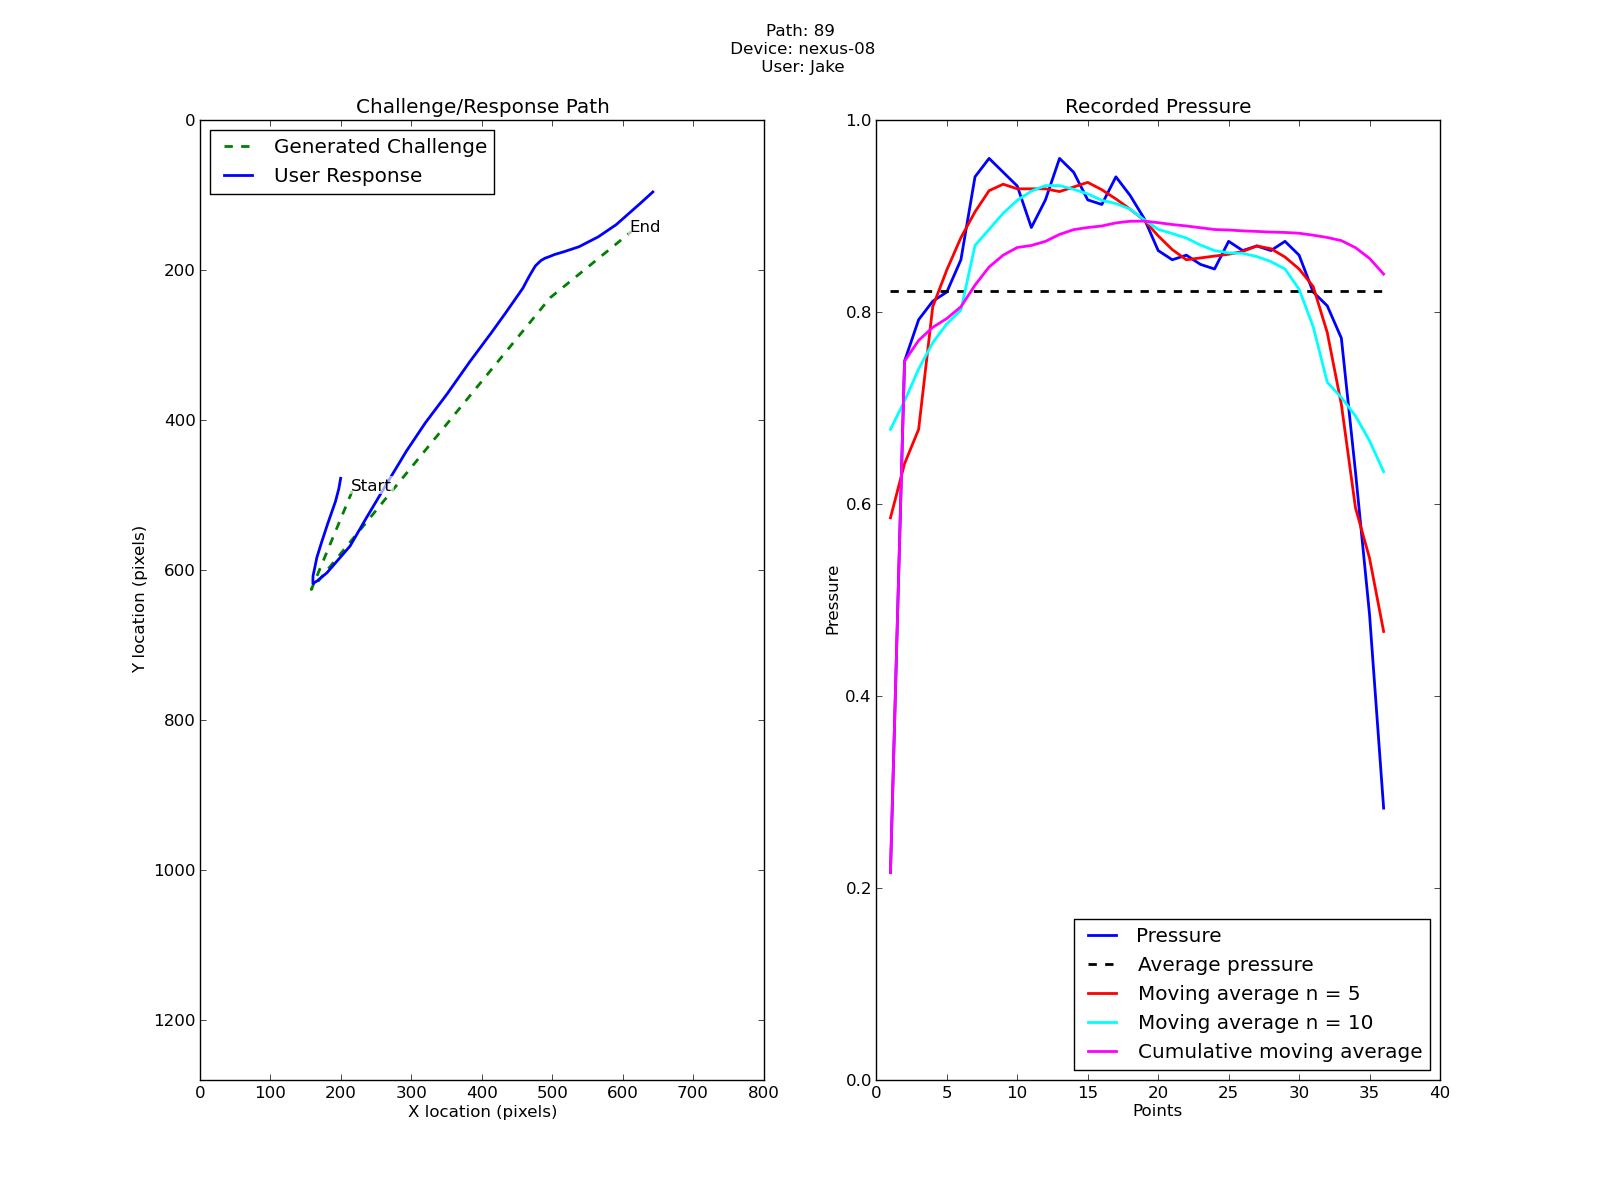 Path: 89
Device: nexus-08
User: Jake
Challenge/Response Path
0
200
400
600
800
1000
1200
Y location (pixels)
Generated Challenge
User Response
End
Start
0 100 200 300 400 500 600 700 800
X location (pixels)
Recorded Pressure
1.0
0.8
0.6
0.4
0.2
0.0
Pressure
Pressure
Average pressure
Moving average n = 5
Moving average n = 10
Cumulative moving average
0 5 10 15 20 25 30 35 40
Points